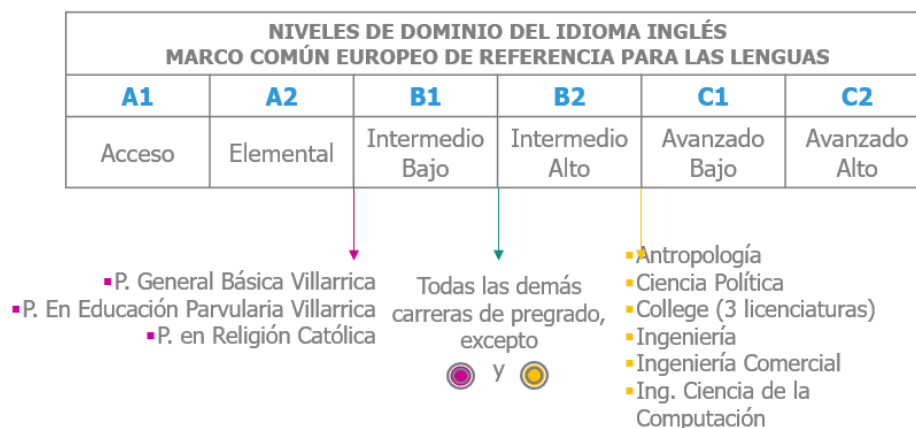 NIVELES DE DOMINIO DEL IDIOMA INGLÉS
MARCO COMÚN EUROPEO DE REFERENCIA PARA LAS LENGUAS
A1 A2 B1 B2 C1 C2
Acceso Elemental Intermedio Bajo Intermedio Alto Avanzado Bajo Avanzado Alto
▪P. General Básica Villarrica
▪P. En Educación Parvularia Villarrica
▪P. en Religión Católica
Todas las demás
carreras de pregrado,
excepto
y
▪Antropología
▪Ciencia Política
▪College (3 licenciaturas)
▪Ingeniería
▪Ingeniería Comercial
▪Ing. Ciencia de la
Computación